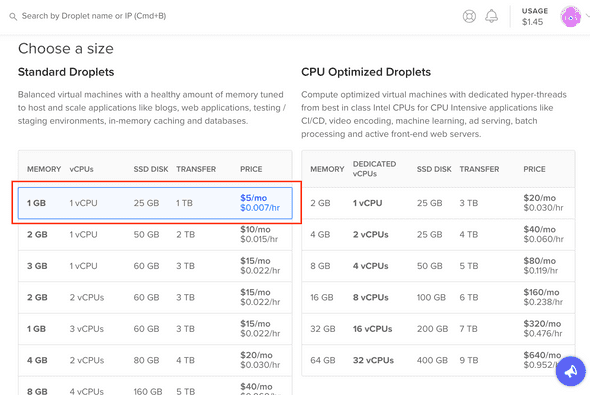 Search by Droplet name or IP (Cmd+B)
USAGE
$1.45
Choose a size
Standard Droplets
Balanced virtual machines with a healthy amount of memory tuned
to host and scale applications like blogs, web applications, testing /
staging environments, in-memory caching and databases.
MEMORY vCPUs SSD DISK TRANSFER PRICE
1 GB 1 vCPU 25 GB 1 TB $5/mo
$0.007/hr
2 GB 1 vCPU 50 GB 2 TB $10/mo
$0.015/hr
3 GB 1 vCPU 60 GB 3 TB $15/mo
$0.022/hr
2 GB 2 vCPUs 60 GB 3 TB $15/mo
$0.022/hr
1 GB 3 vCPUs 60 GB 3 TB $15/mo
$0.022/hr
4 GB 2 vCPUs 80 GB 4 TB $20/mo
$0.030/hr
8 GB 4 vCPUs 160 GB 5 TB $40/mo
CPU Optimized Droplets
Compute optimized virtual machines with dedicated hyper-threads
from best in class Intel CPUs for CPU Intensive applications like
CI/CD, video encoding, machine learning, ad serving, batch
processing and active front-end web servers.
MEMORY DEDICATED vCPUs SSD DISK TRANSFER PRICE
2 GB 1 vCPU 25 GB 3 TB $20/mo
$0.030/hr
4 GB 2 vCPUs 25 GB 4 TB $40/mo
$0.060/hr
8 GB 4 vCPUs 50 GB 5 TB $80/mo
$0.119/hr
16 GB 8 vCPUs 100 GB 6 TB $160/mo
$0.238/hr
32 GB 16 vCPUs 200 GB 7 TB $320/mo
$0.476/hr
64 GB 32 vCPUs 400 GB 9 TB $640/mo
$0.952/hr